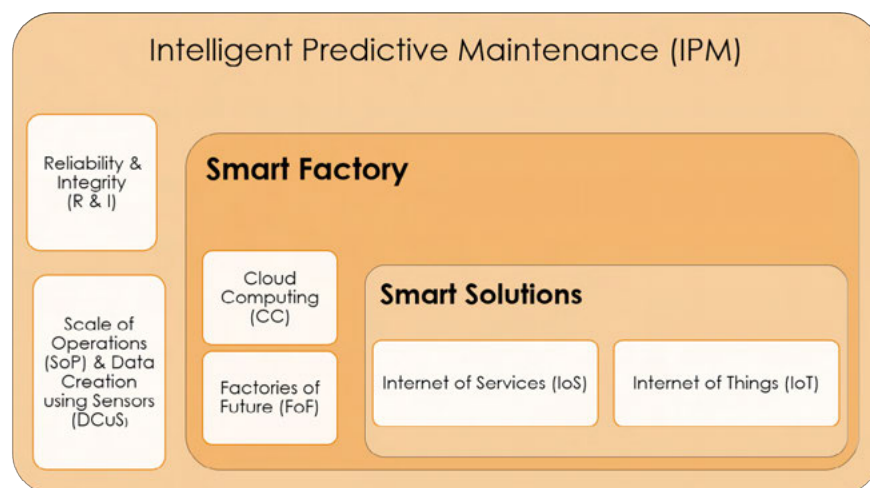 Intelligent Predictive Maintenance (IPM)
Reliability &
Integrity
(R & I)
Scale of
Operations
(SoP) & Data
Creation
using Sensors
(DCuS)
Smart Factory
Cloud
Computing
(CC)
Factories of
Future (FoF)
Smart Solutions
Internet of Services (IoS)
Internet of Things (IoT)